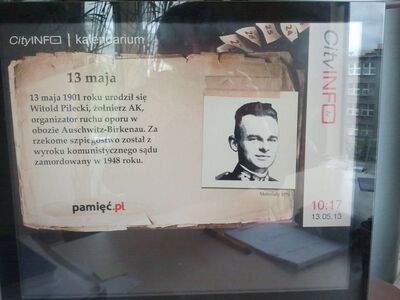 CityINFO | kalendarium
13 maja
13 maja 1901 roku urodził się
Witold Pilecki, żołnierz AK,
organizator ruchu oporu w
obozie Auschwitz-Birkenau. Za
rzekome szpiegostwo został z
wyroku komunistycznego sądu
zamordowany w 1948 roku.
Materiały IPN
pamięć.pl
CityINFO
10:17
13.05.13